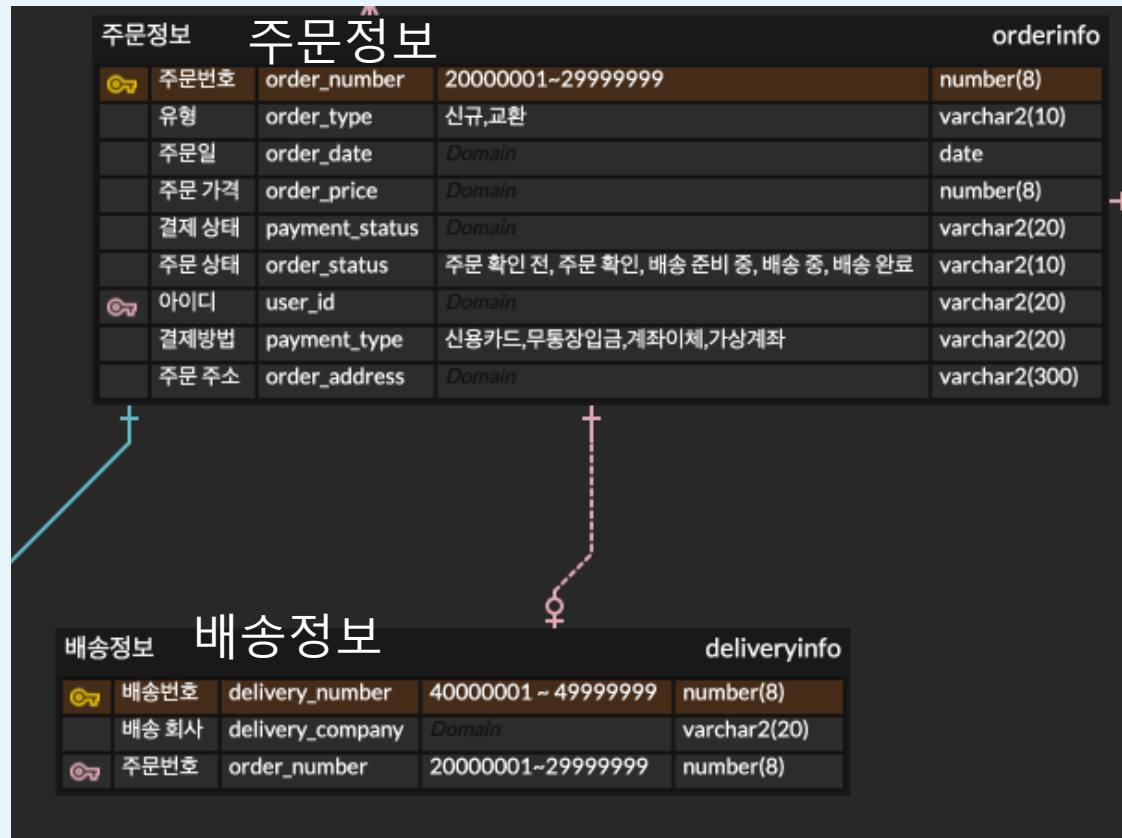 주문정보 주문정보 orderinfo
주문번호 order_number 20000001~29999999 number(8)
유형 order_type 신규,교환 varchar2(10)
주문일 order_date Domain date
주문 가격 order_price Domain number(8)
결제 상태 payment_status Domain varchar2(20)
주문 상태 order_status 주문 확인 전, 주문 확인, 배송 준비 중, 배송 중, 배송 완료 varchar2(10)
아이디 user_id Domain varchar2(20)
결제방법 payment_type 신용카드,무통장입금,계좌이체,가상계좌 varchar2(20)
주문 주소 order_address Domain varchar2(300)
배송정보 배송정보 deliveryinfo
배송번호 delivery_number 40000001 ~ 49999999 number(8)
배송 회사 delivery_company Domain varchar2(20)
주문번호 order_number 20000001~29999999 number(8)